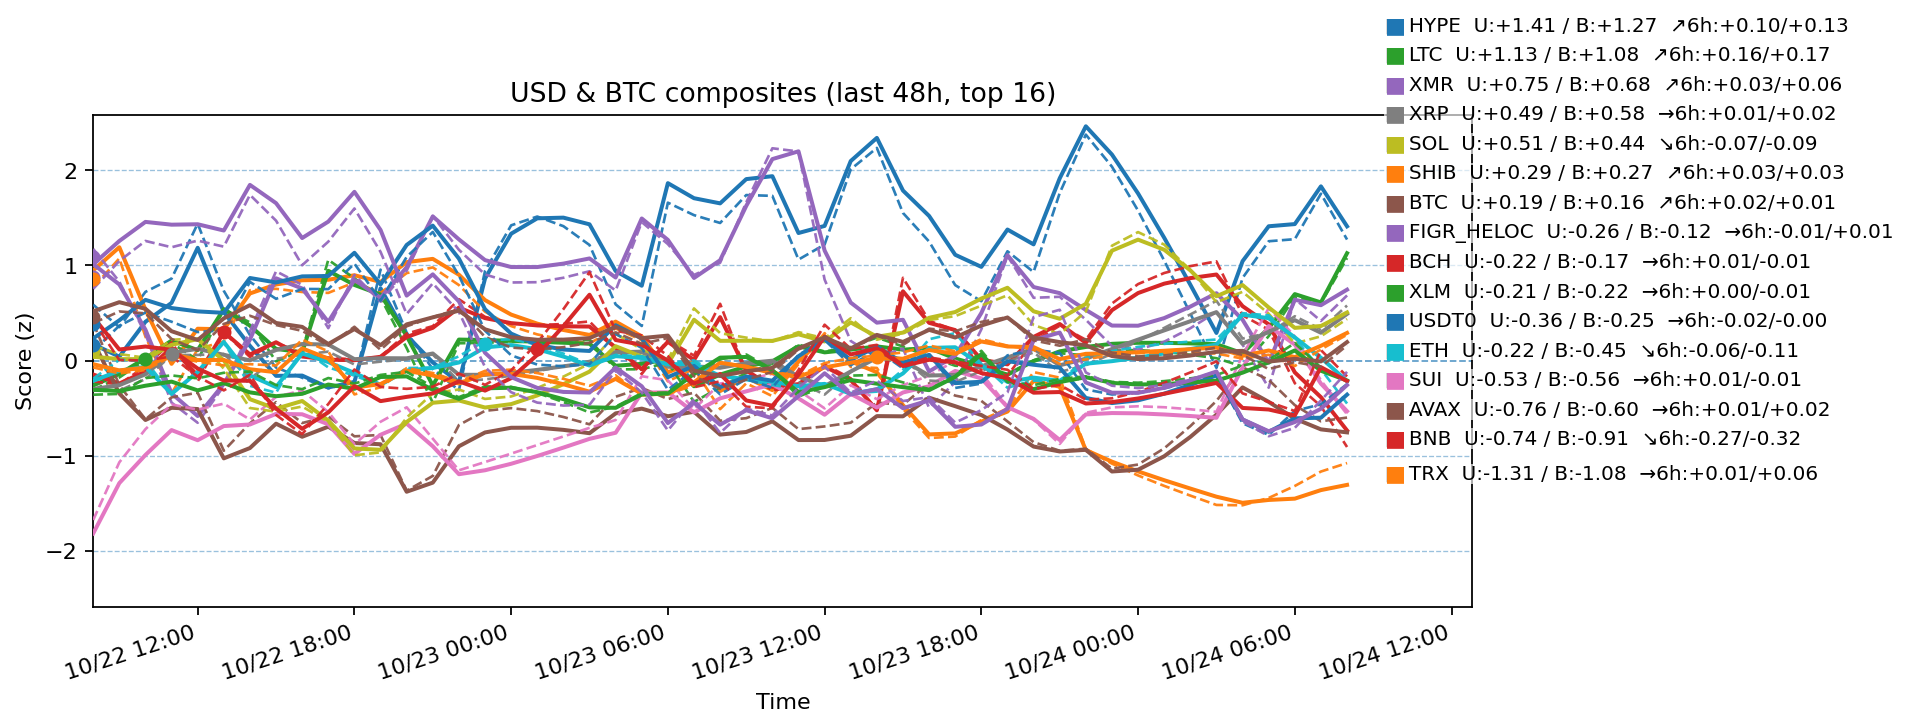 HYPE U:+1.41 / B:+1.27 ↗6h:+0.10/+0.13
LTC U:+1.13 / B:+1.08 ↗6h:+0.16/+0.17
XMR U:+0.75 / B:+0.68 ↗6h:+0.03/+0.06
XRP U:+0.49 / B:+0.58 →6h:+0.01/+0.02
SOL U:+0.51 / B:+0.44 ↘6h:-0.07/-0.09
SHIB U:+0.29 / B:+0.27 ↗6h:+0.03/+0.03
BTC U:+0.19 / B:+0.16 ↗6h:+0.02/+0.01
FIGR_HELOC U:-0.26 / B:-0.12 →6h:-0.01/+0.01
BCH U:-0.22 / B:-0.17 →6h:+0.01/-0.01
XLM U:-0.21 / B:-0.22 →6h:+0.00/-0.01
USDT0 U:-0.36 / B:-0.25 →6h:-0.02/-0.00
ETH U:-0.22 / B:-0.45 ↘6h:-0.06/-0.11
SUI U:-0.53 / B:-0.56 →6h:+0.01/-0.01
AVAX U:-0.76 / B:-0.60 →6h:+0.01/+0.02
BNB U:-0.74 / B:-0.91 ↘6h:-0.27/-0.32
TRX U:-1.31 / B:-1.08 →6h:+0.01/+0.06
USD & BTC composites (last 48h, top 16)
Score (z)
2
1
0
−1
−2
10/22 12:00
10/22 18:00
10/23 00:00
10/23 06:00
10/23 12:00
10/23 18:00
10/24 00:00
10/24 06:00
10/24 12:00
Time